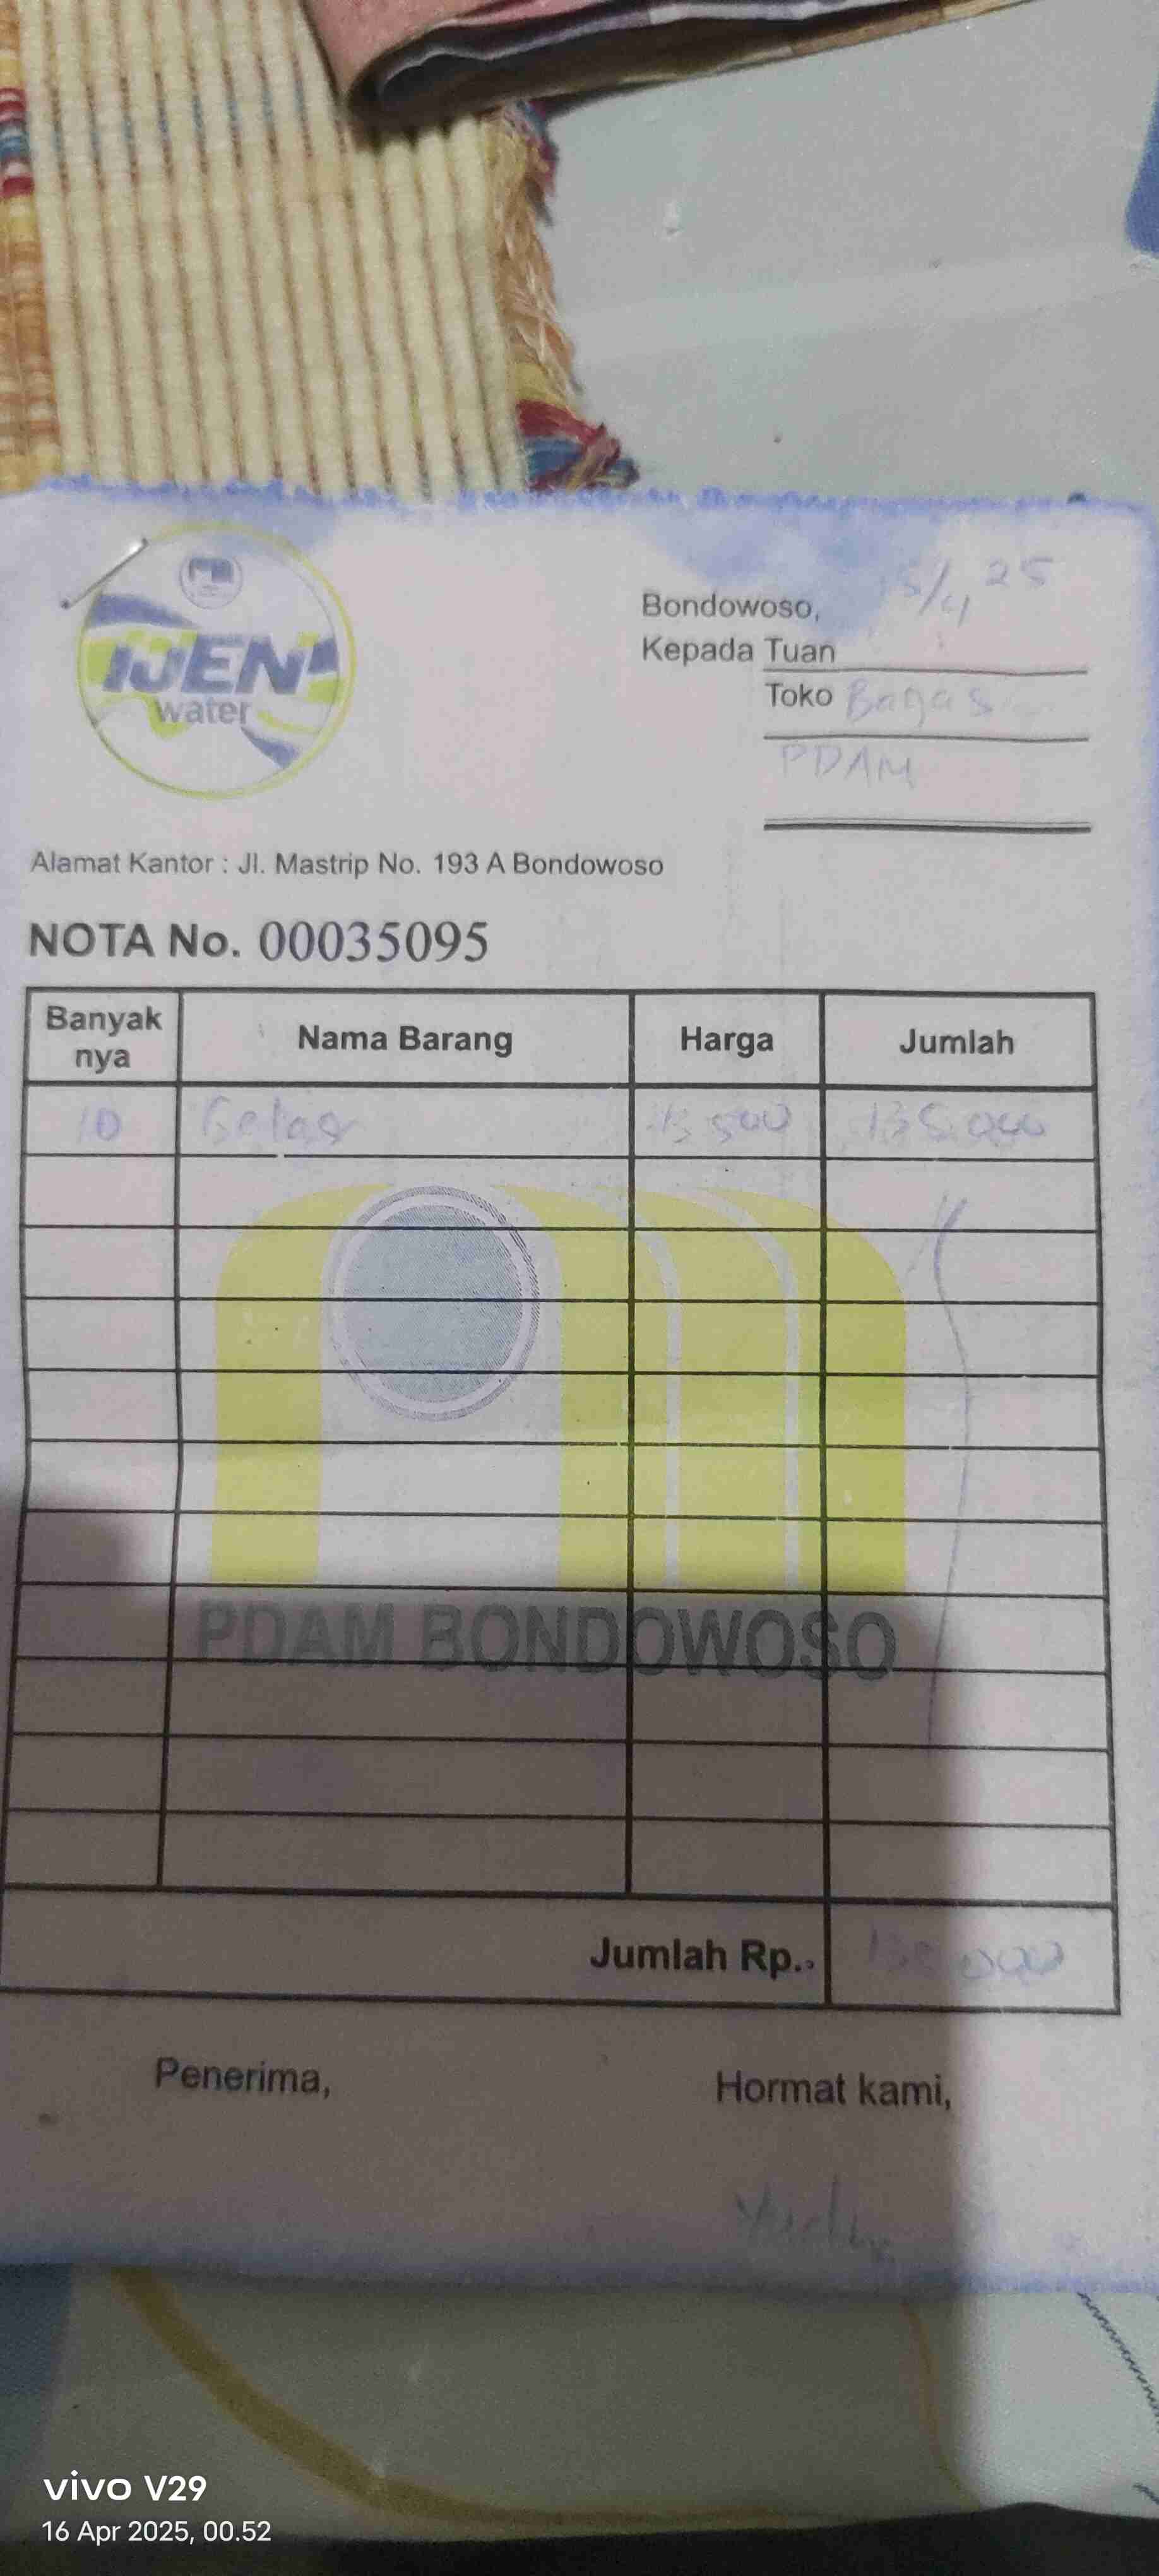 IJEN
water
Bondowoso, 15/4 25
Kepada Tuan
Toko Bagas
PDAM
Alamat Kantor : Jl. Mastrip No. 193 A Bondowoso
NOTA No. 00035095
Banyak nya Nama Barang Harga Jumlah
10 Gelas 13 500 135.000
PDAM BONDOWOSO
Jumlah Rp.. 135.000
Penerima, Hormat kami,
vivo V29
16 Apr 2025, 00.52